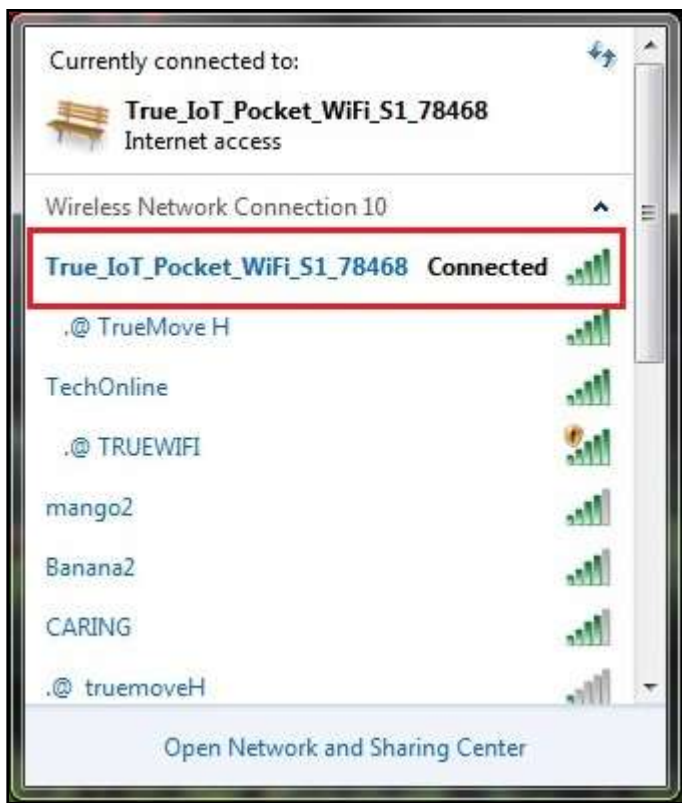 Currently connected to:
True_IoT_Pocket_WiFi_S1_78468
Internet access
Wireless Network Connection 10
True_IoT_Pocket_WiFi_S1_78468 Connected
.@ TrueMove H
TechOnline
.@ TRUEWIFI
mango2
Banana2
CARING
.@ truemoveH
Open Network and Sharing Center